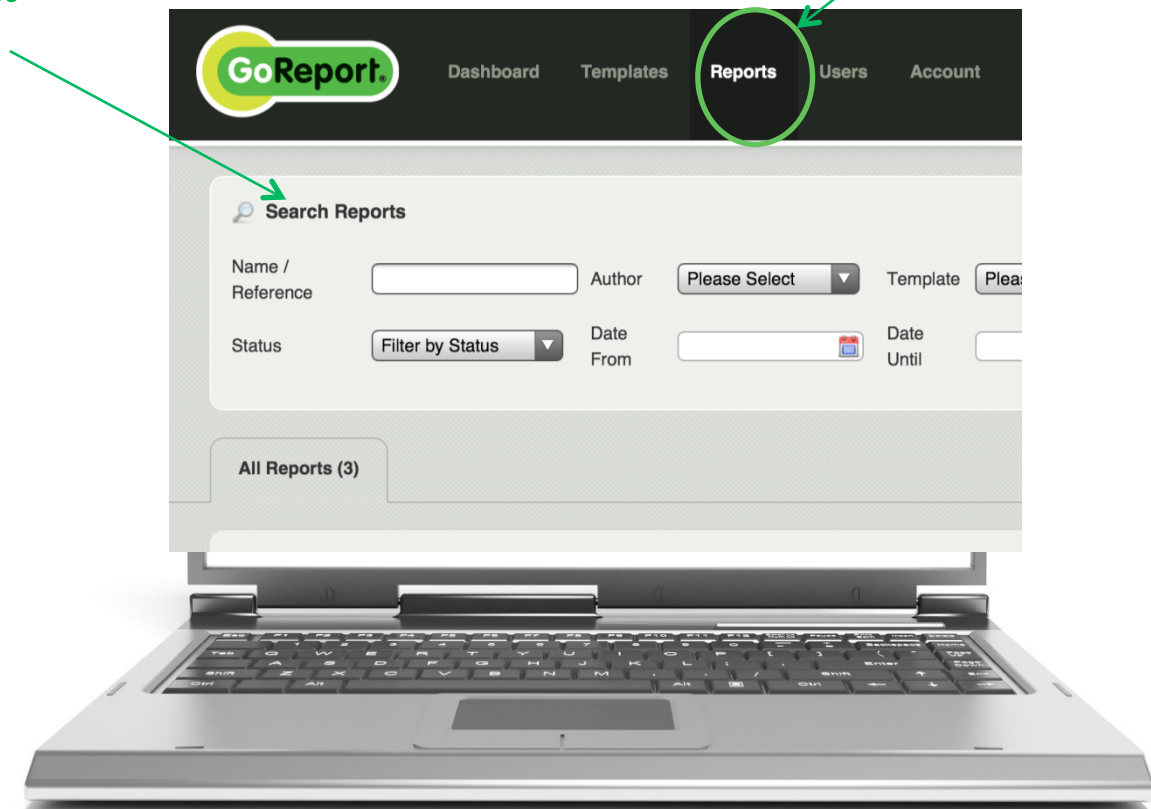 GoReport.
Dashboard Templates Reports Users Account
Search Reports
Name /
Reference
Author
Please Select
Template
Plea
Status
Filter by Status
Date
From
Date
Until
All Reports (3)